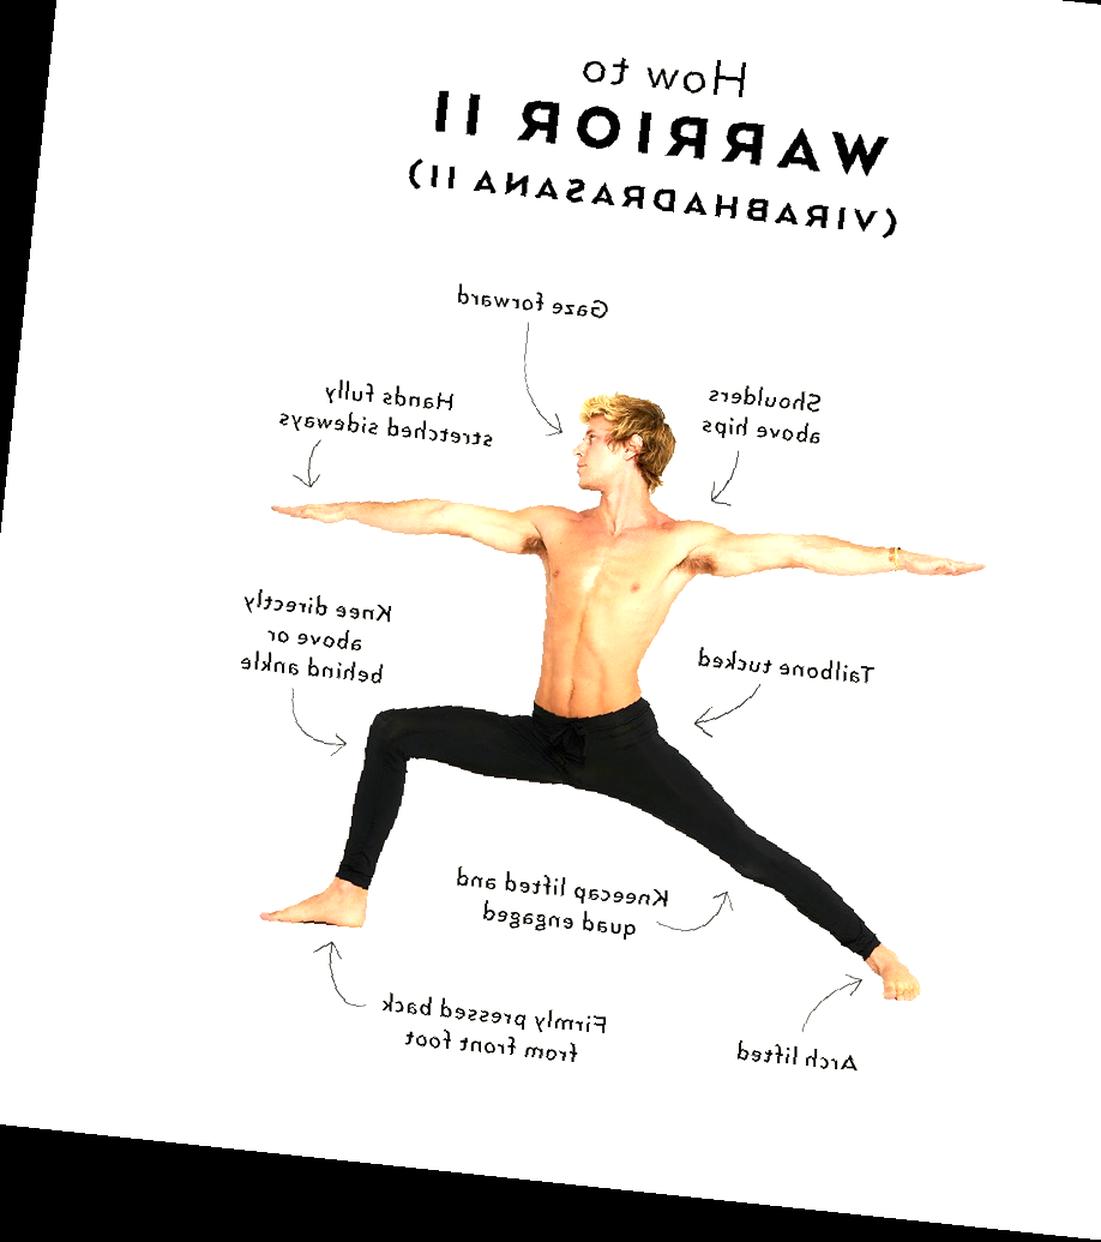 How to
WARRIOR II
(VIRABHADRASANA II)
Gaze forward
Hands fully
stretched sideways
Shoulders
above hips
Knee directly
above or
behind ankle
Tailbone tucked
Kneecap lifted and
quad engaged
Firmly pressed back
from front foot
Arch lifted